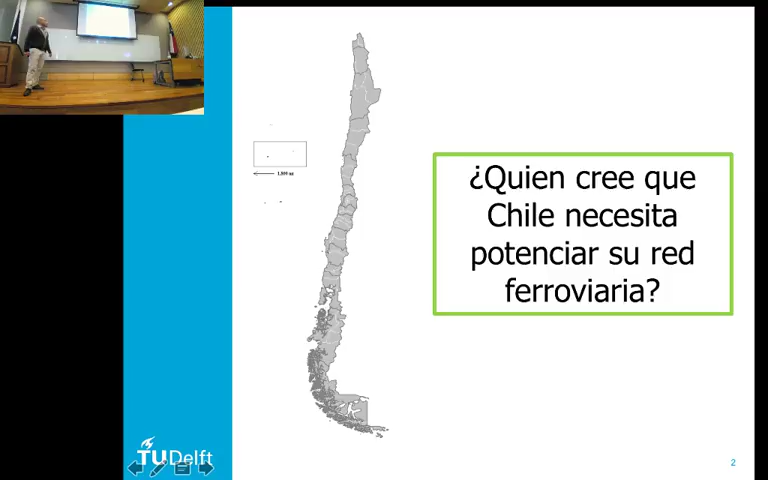 ¿Quien cree que
Chile necesita
potenciar su red
ferroviaria?
TUDelft
2